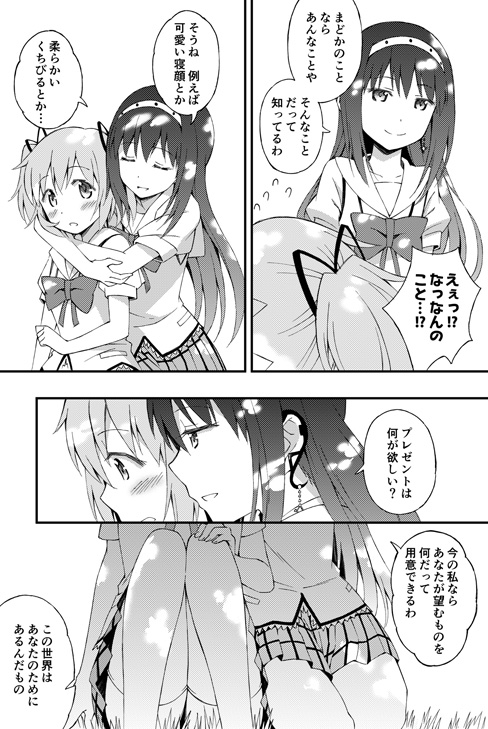 まどかのこと
なら
あんなことや
そんなこと
だって
知ってるわ
えぇっ!?
なっなんの
こと…!?
そうね 例えば
可愛い寝顔とか
柔らかい
くちびるとか…
プレゼントは
何が欲しい?
今の私なら
あなたが望むものを
何だって
用意できるわ
この世界は
あなたのために
あるんだもの